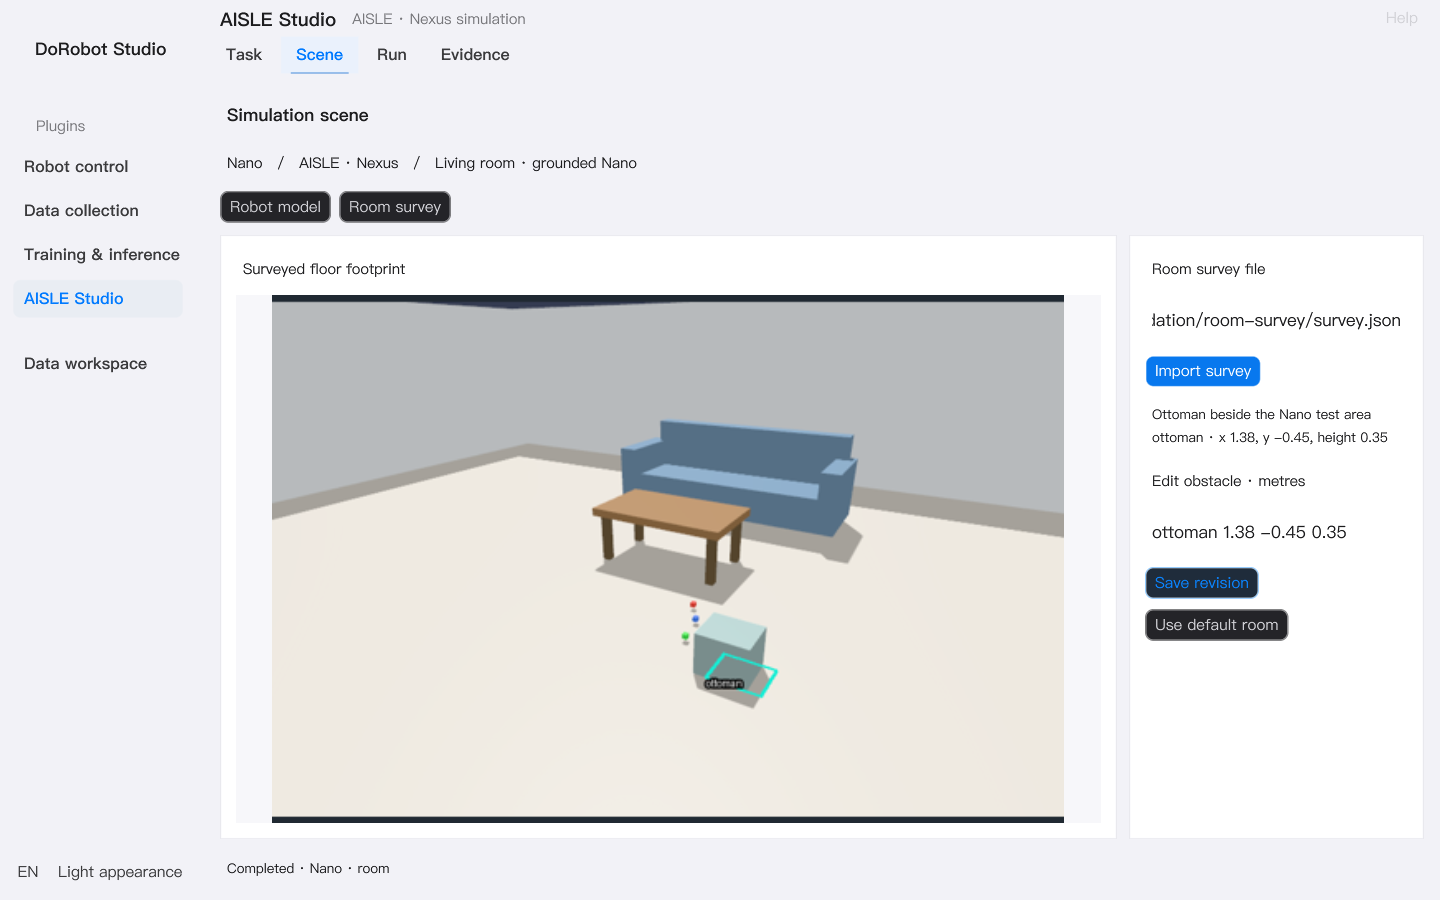 DoRobot Studio
Plugins
Robot control
Data collection
Training & inference
AISLE Studio
Data workspace
EN Light appearance
AISLE Studio AISLE · Nexus simulation
Help
Task Scene Run Evidence
Simulation scene
Nano / AISLE · Nexus / Living room · grounded Nano
Robot model Room survey
Surveyed floor footprint
ottoman
Room survey file
dation/room-survey/survey.json
Import survey
Ottoman beside the Nano test area
ottoman · x 1.38, y -0.45, height 0.35
Edit obstacle · metres
ottoman 1.38 -0.45 0.35
Save revision
Use default room
Completed · Nano · room